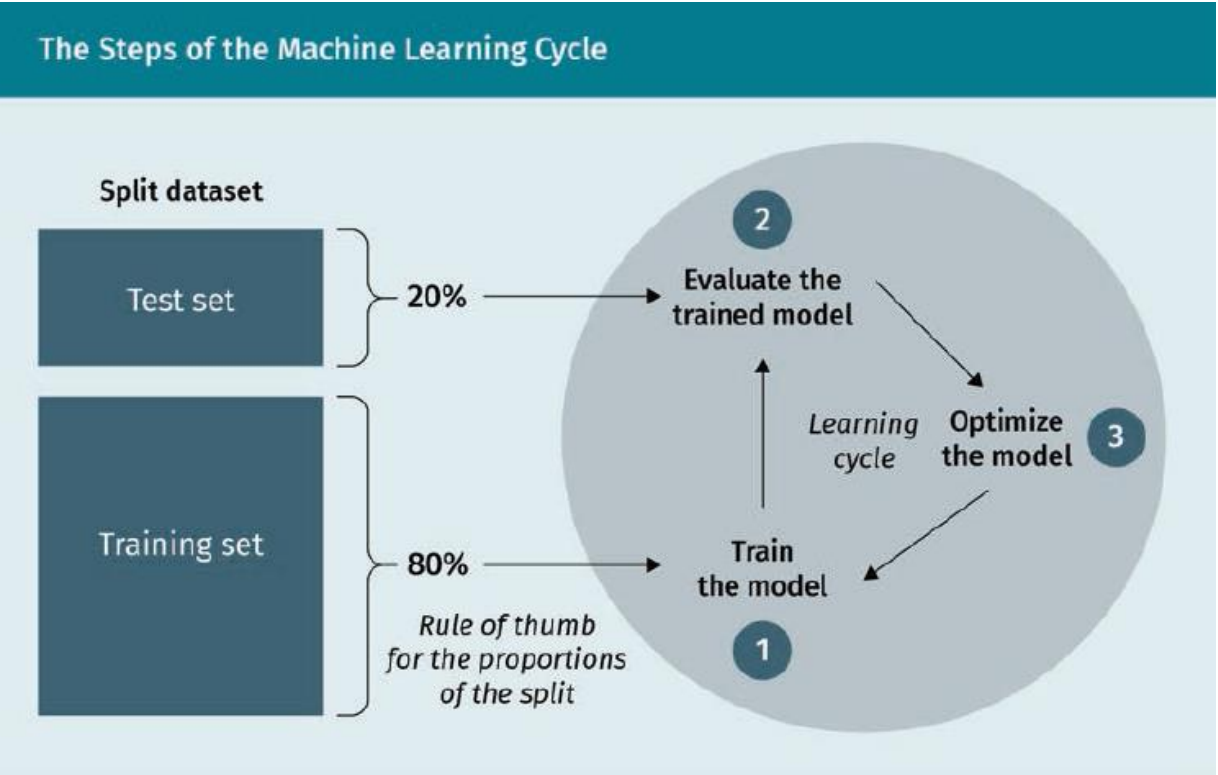 The Steps of the Machine Learning Cycle
Split dataset
Test set
20%
Training set
80%
Rule of thumb
for the proportions
of the split
2
Evaluate the
trained model
Learning
cycle
Optimize
the model
3
Train
the model
1